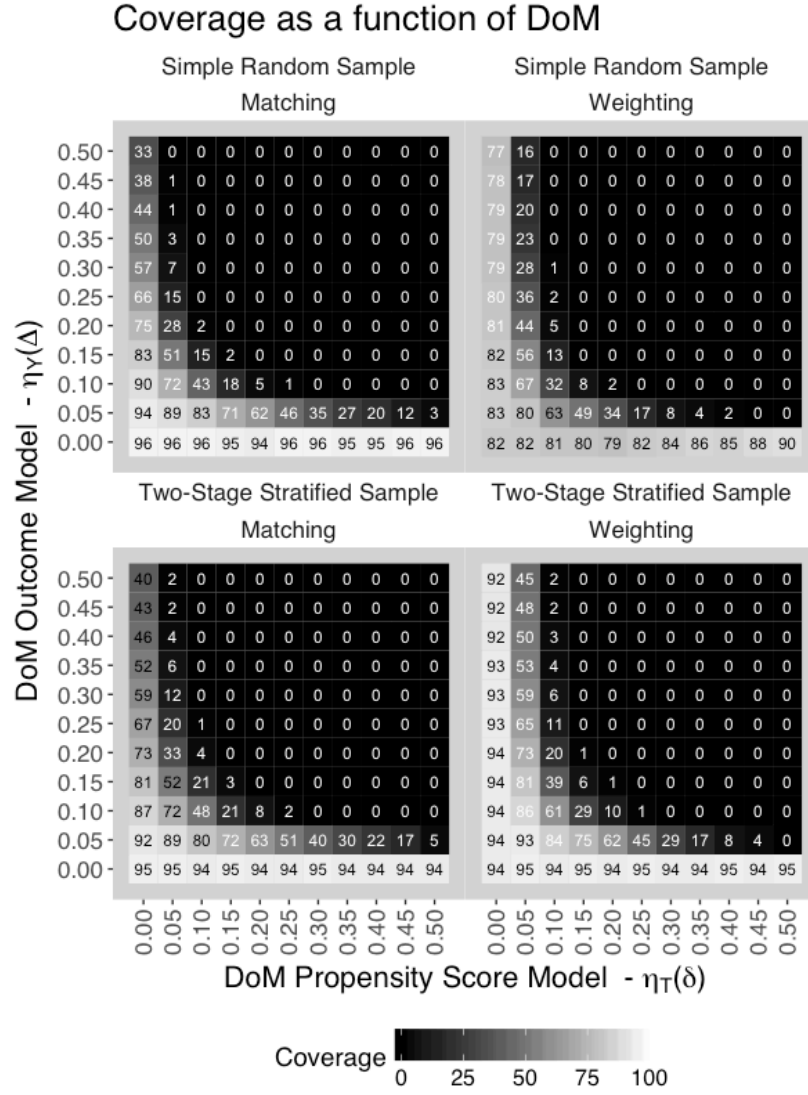 Coverage as a function of DoM
Simple Random Sample Simple Random Sample
Matching Weighting
0.50 33 0 0 0 0 0 0 0 0 0 0 77 16 0 0 0 0 0 0 0 0 0
0.45 38 1 0 0 0 0 0 0 0 0 0 78 17 0 0 0 0 0 0 0 0 0
0.40 44 1 0 0 0 0 0 0 0 0 0 79 20 0 0 0 0 0 0 0 0 0
0.35 50 3 0 0 0 0 0 0 0 0 0 79 23 0 0 0 0 0 0 0 0 0
0.30 57 7 0 0 0 0 0 0 0 0 0 79 28 1 0 0 0 0 0 0 0 0
0.25 66 15 0 0 0 0 0 0 0 0 0 80 36 2 0 0 0 0 0 0 0 0
0.20 75 28 2 0 0 0 0 0 0 0 0 81 44 5 0 0 0 0 0 0 0 0
0.15 83 51 15 2 0 0 0 0 0 0 0 82 56 13 0 0 0 0 0 0 0 0
0.10 90 72 43 18 5 1 0 0 0 0 0 83 67 32 8 2 0 0 0 0 0 0
0.05 94 89 83 71 62 46 35 27 20 12 3 83 80 63 49 34 17 8 4 2 0 0
0.00 96 96 96 95 94 96 96 95 95 96 96 82 82 81 80 79 82 84 86 85 88 90
Two-Stage Stratified Sample Two-Stage Stratified Sample
Matching Weighting
0.50 40 2 0 0 0 0 0 0 0 0 0 92 45 2 0 0 0 0 0 0 0 0
0.45 43 2 0 0 0 0 0 0 0 0 0 92 48 2 0 0 0 0 0 0 0 0
0.40 46 4 0 0 0 0 0 0 0 0 0 92 50 3 0 0 0 0 0 0 0 0
0.35 52 6 0 0 0 0 0 0 0 0 0 93 53 4 0 0 0 0 0 0 0 0
0.30 59 12 0 0 0 0 0 0 0 0 0 93 59 6 0 0 0 0 0 0 0 0
0.25 67 20 1 0 0 0 0 0 0 0 0 93 65 11 0 0 0 0 0 0 0 0
0.20 73 33 4 0 0 0 0 0 0 0 0 94 73 20 1 0 0 0 0 0 0 0
0.15 81 52 21 3 0 0 0 0 0 0 0 94 81 39 6 1 0 0 0 0 0 0
0.10 87 72 48 21 8 2 0 0 0 0 0 94 86 61 29 10 1 0 0 0 0 0
0.05 92 89 80 72 63 51 40 30 22 17 5 94 93 84 75 62 45 29 17 8 4 0
0.00 95 95 94 95 94 94 95 94 94 94 94 94 95 94 94 94 95 94 94 95 94 95
DoM Outcome Model - ηY(Δ)
0.00 0.05 0.10 0.15 0.20 0.25 0.30 0.35 0.40 0.45 0.50 0.00 0.05 0.10 0.15 0.20 0.25 0.30 0.35 0.40 0.45 0.50
DoM Propensity Score Model - ηT(δ)
Coverage
0 25 50 75 100